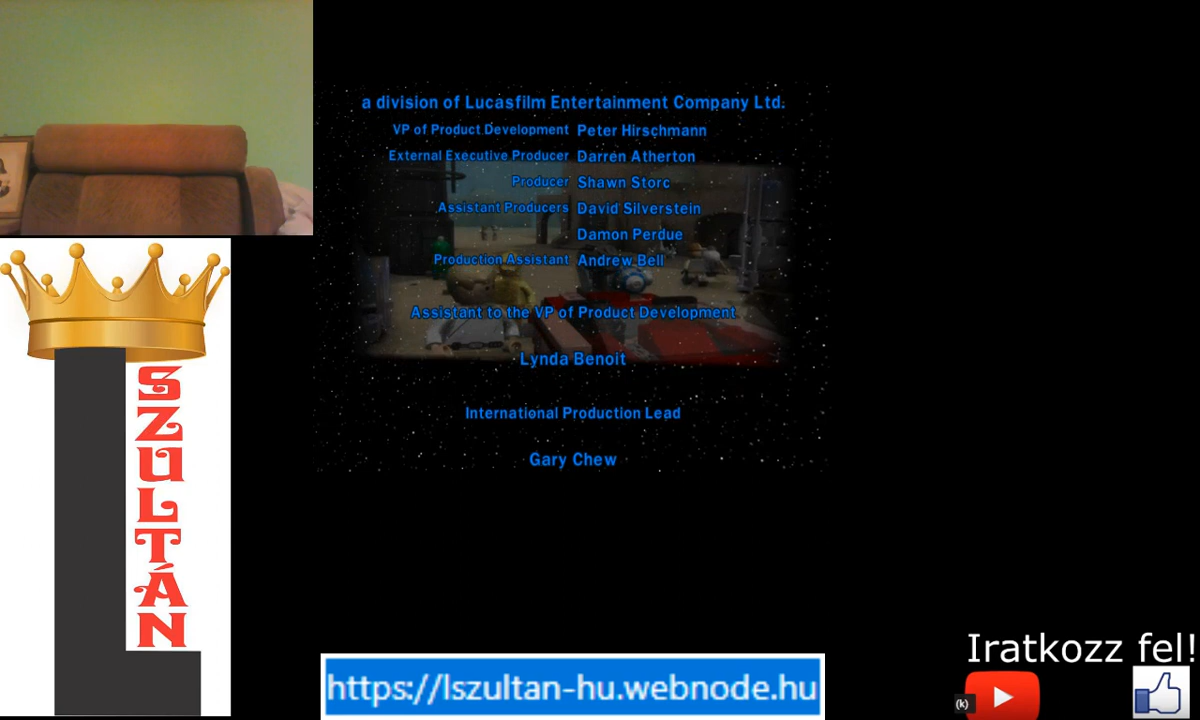 a division of Lucasfilm Entertainment Company Ltd.
VP of Product Development Peter Hirschmann
External Executive Producer Darren Atherton
Producer Shawn Storc
Assistant Producers David Silverstein
Damon Perdue
Production Assistant Andrew Bell
Assistant to the VP of Product Development
Lynda Benoit
International Production Lead
Gary Chew
L SZULTÁN
https://lszultan-hu.webnode.hu
Iratkozz fel!
(k)